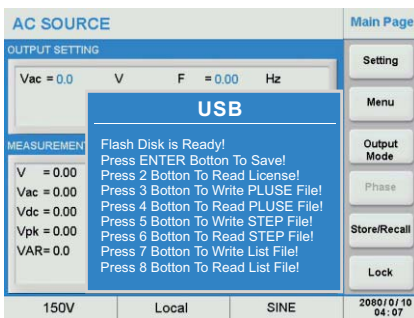 AC SOURCE
Main Page
OUTPUT SETTING
Vac = 0.0 V F = 0.00 Hz
Setting
Menu
Output
Mode
Phase
Store/Recall
Lock
USB
Flash Disk is Ready!
Press ENTER Botton To Save!
Press 2 Botton To Read License!
Press 3 Botton To Write PLUSE File!
Press 4 Botton To Read PLUSE File!
Press 5 Botton To Write STEP File!
Press 6 Botton To Read STEP File!
Press 7 Botton To Write List File!
Press 8 Botton To Read List File!
MEASUREMEN
V = 0.00
Vac = 0.00
Vdc = 0.00
Vpk = 0.00
VAR= 0.0
150V Local SINE
2080/0/10
04:07